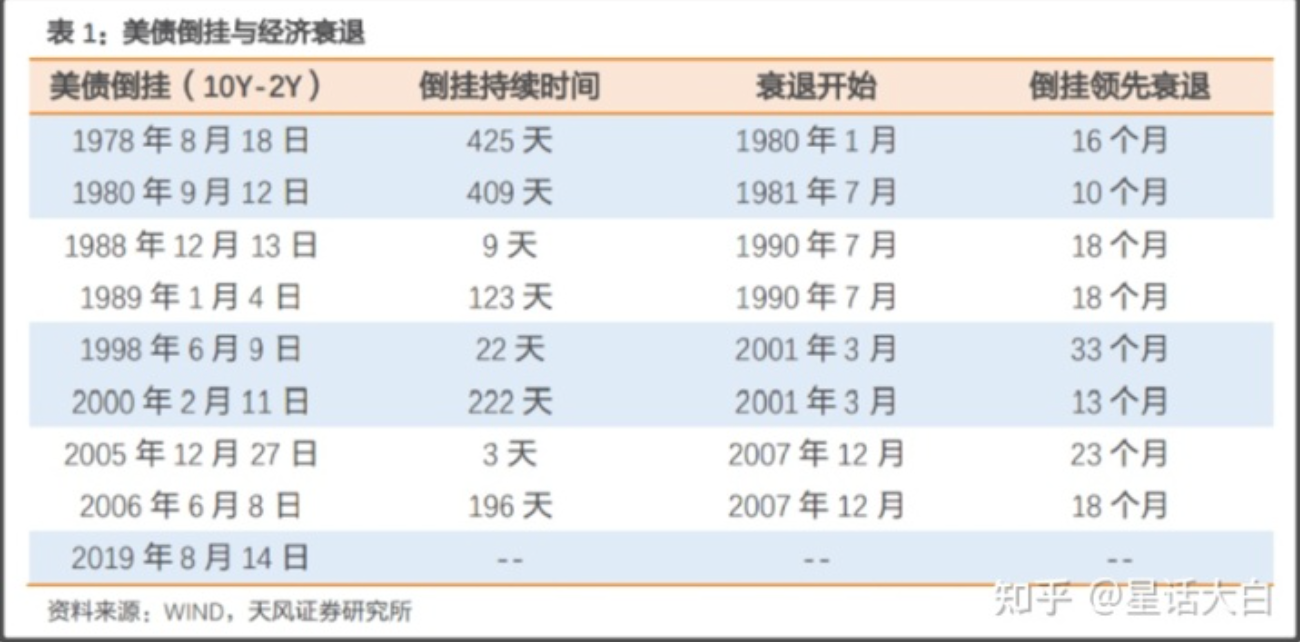 表 1：美债倒挂与经济衰退
美债倒挂（10Y-2Y） 倒挂持续时间 衰退开始 倒挂领先衰退
1978 年 8 月 18 日 425 天 1980 年 1 月 16 个月
1980 年 9 月 12 日 409 天 1981 年 7 月 10 个月
1988 年 12 月 13 日 9 天 1990 年 7 月 18 个月
1989 年 1 月 4 日 123 天 1990 年 7 月 18 个月
1998 年 6 月 9 日 22 天 2001 年 3 月 33 个月
2000 年 2 月 11 日 222 天 2001 年 3 月 13 个月
2005 年 12 月 27 日 3 天 2007 年 12 月 23 个月
2006 年 6 月 8 日 196 天 2007 年 12 月 18 个月
2019 年 8 月 14 日 -- -- --
资料来源：WIND，天风证券研究所
知乎 @星话大白